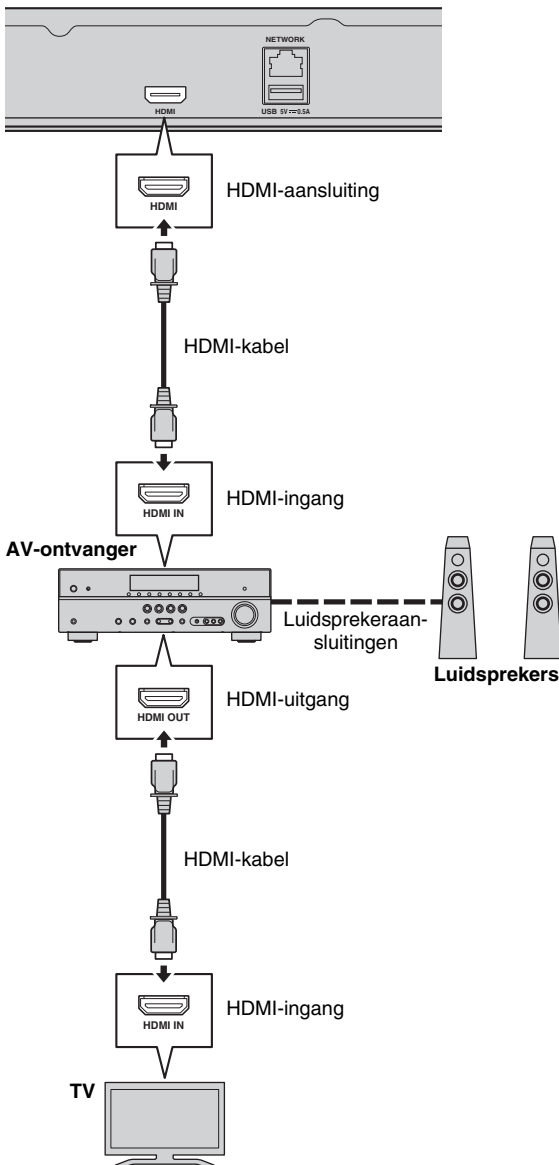 NETWORK
HDMI
USB 5V⎓0.5A
HDMI
HDMI-aansluiting
HDMI-kabel
HDMI IN
HDMI-ingang
AV-ontvanger
Luidsprekeraan-
sluitingen
Luidsprekers
HDMI OUT
HDMI-uitgang
HDMI-kabel
HDMI IN
HDMI-ingang
TV